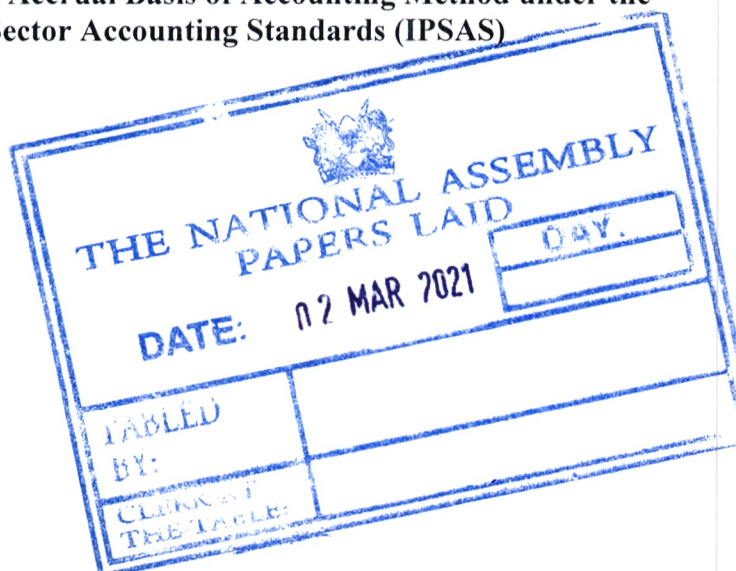 Accrual Basis of Accounting Method under the
Sector Accounting Standards (IPSAS)
THE NATIONAL ASSEMBLY
PAPERS LAID
DAY.
DATE: 02 MAR 2021
TABLED
BY:
CLERK AT
THE TABLE: